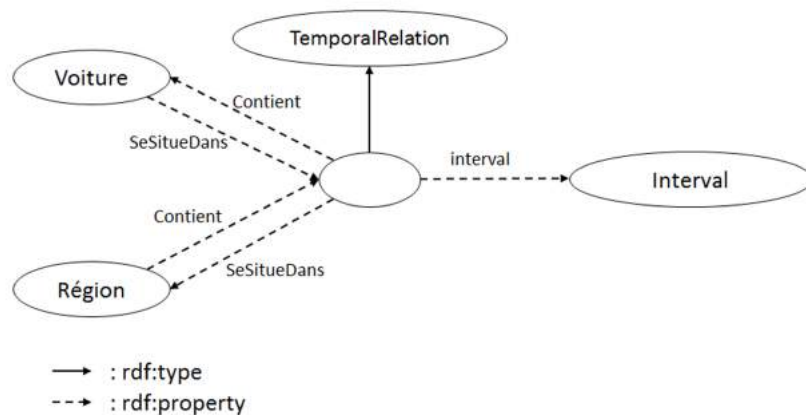 TemporalRelation
Voiture
Contient
SeSitueDans
interval
Interval
Contient
SeSitueDans
Région
: rdf:type
: rdf:property